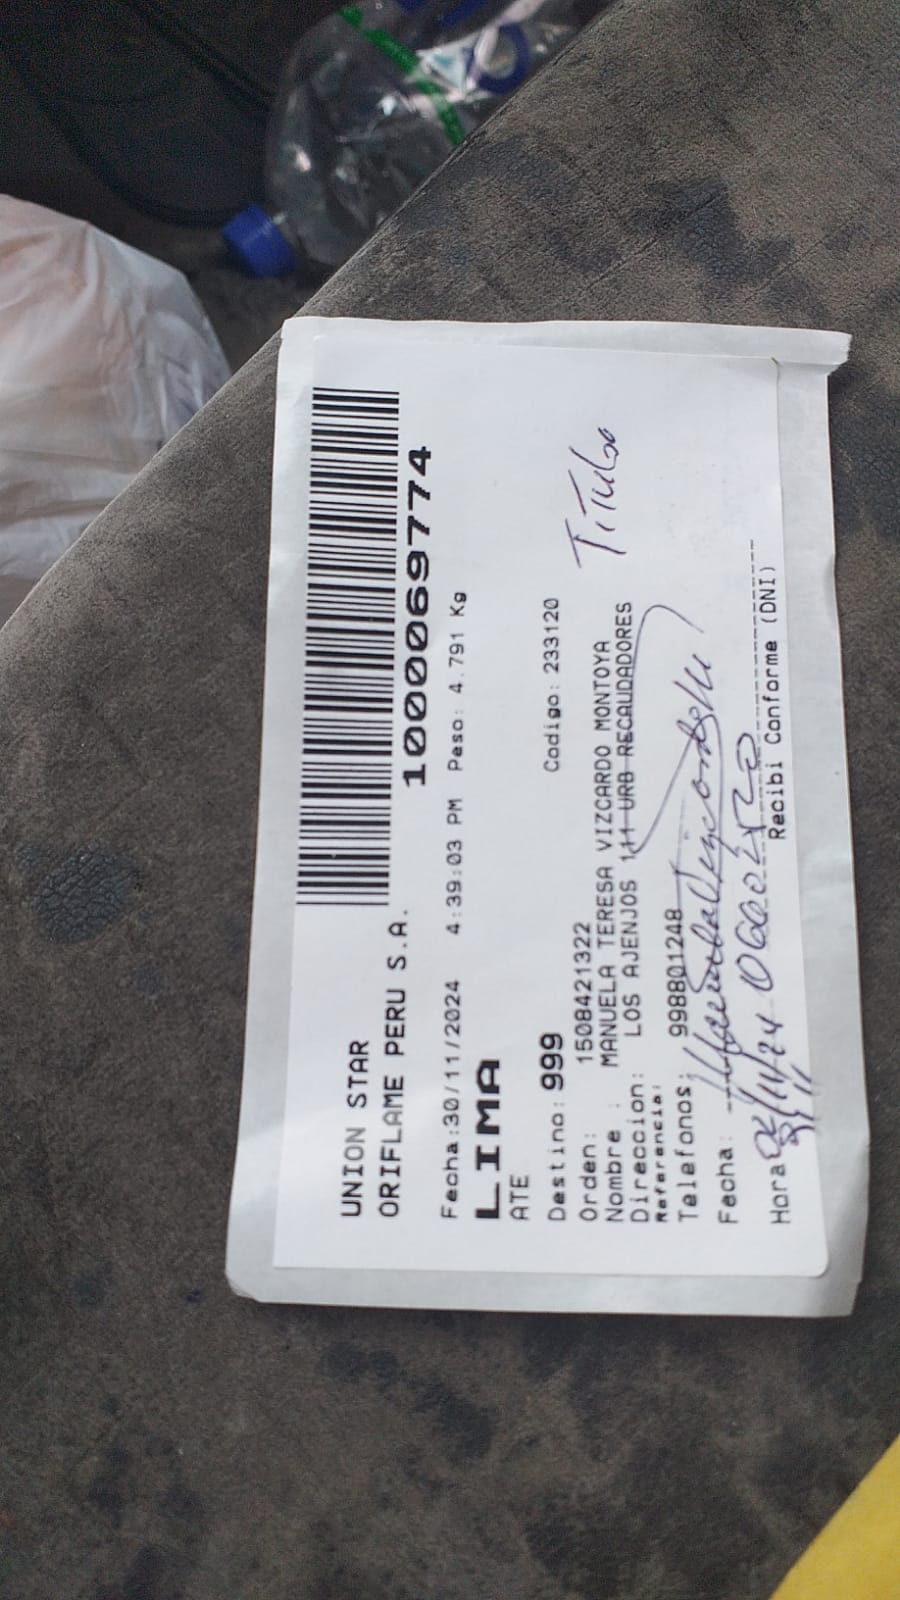 1000069774
UNION STAR
ORIFLAME PERU S.A.
Fecha:30/11/2024 4:39:03 PM Peso: 4.791 Kg
LIMA
ATE
Destino: 999 Codigo: 233120
Orden: 1508421322
Nombre : MANUELA TERESA VIZCARDO MONTOYA
Direccion: LOS AJENJOS 141 URB RECAUDADORES
Referencia:
Telefonos: 998801248
Titular
Fecha:
Hora
Recibi Conforme (DNI)